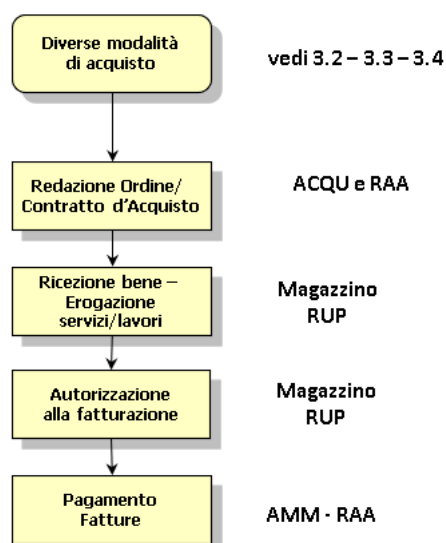 Diverse modalità
di acquisto
vedi 3.2 – 3.3 – 3.4
Redazione Ordine/
Contratto d'Acquisto
ACQU e RAA
Ricezione bene –
Erogazione
servizi/lavori
Magazzino
RUP
Autorizzazione
alla fatturazione
Magazzino
RUP
Pagamento
Fatture
AMM - RAA